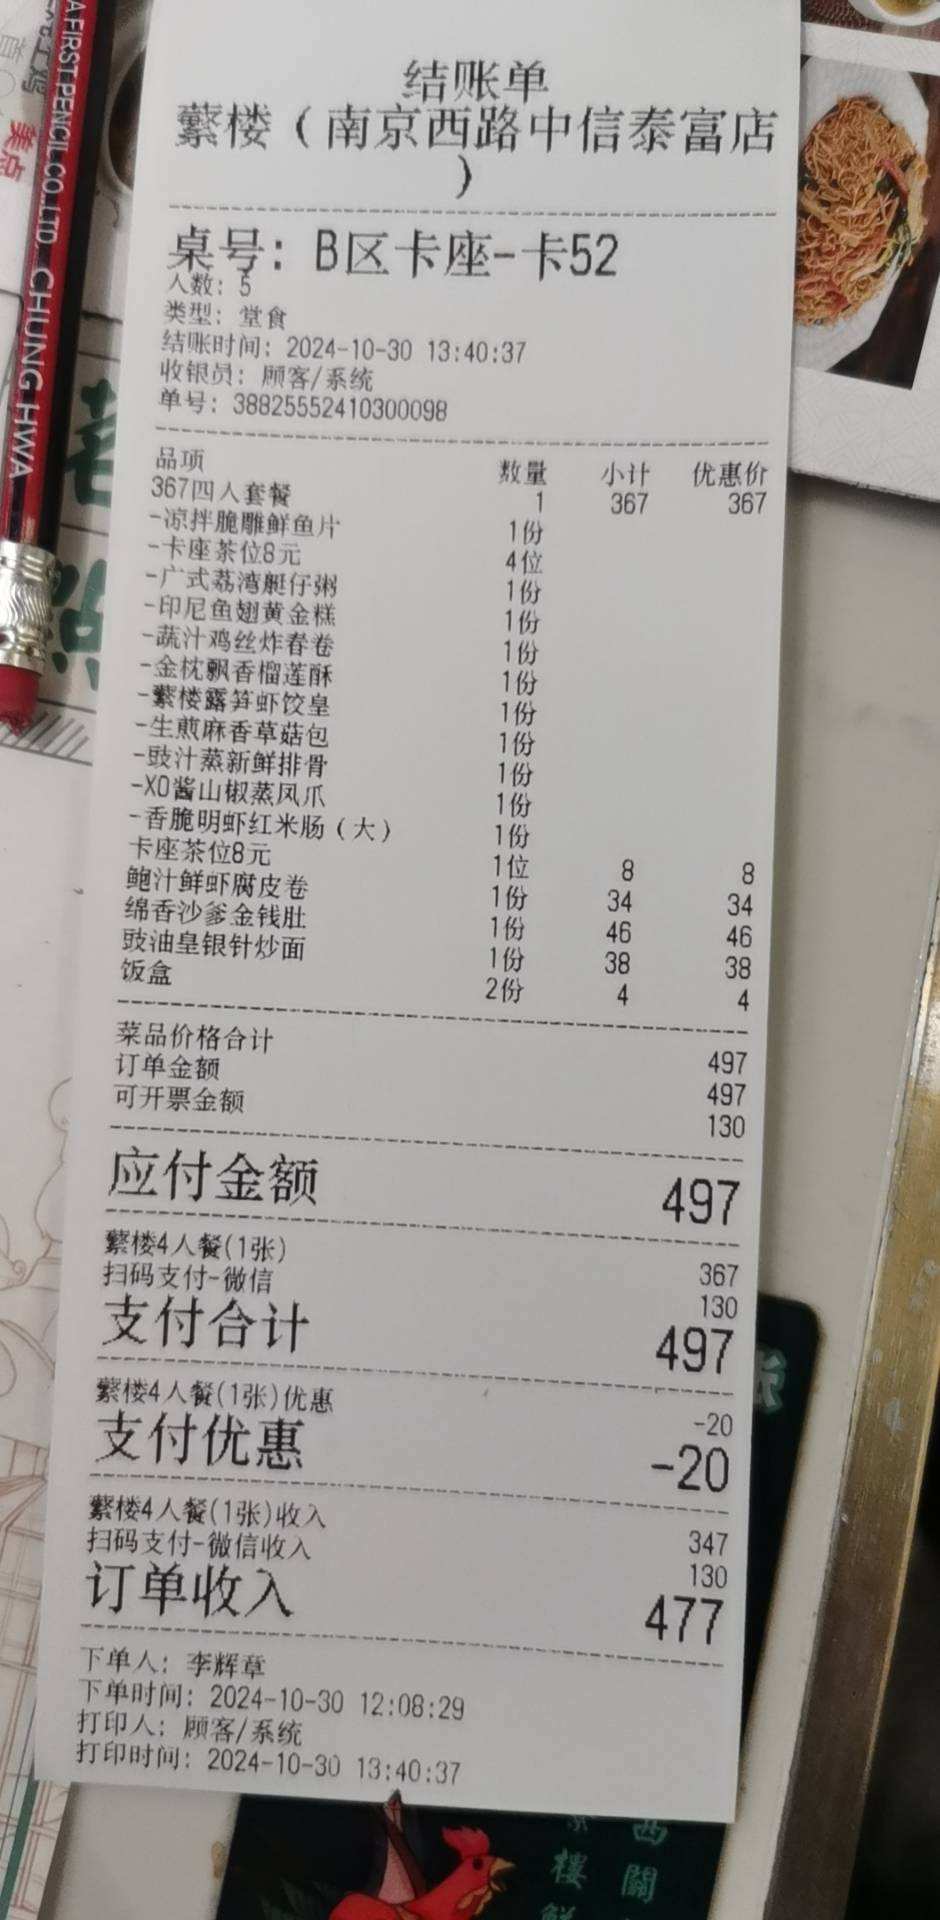 结账单
蘩楼（南京西路中信泰富店
）
桌号：B区卡座-卡52
人数：5
类型：堂食
结账时间：2024-10-30 13:40:37
收银员：顾客/系统
单号：38825552410300098
品项 数量 小计 优惠价
367四人套餐 1 367 367
-凉拌脆雕鲜鱼片 1份
-卡座茶位8元 4位
-广式荔湾艇仔粥 1份
-印尼鱼翅黄金糕 1份
-蔬汁鸡丝炸春卷 1份
-金枕飘香榴莲酥 1份
-蘩楼露笋虾饺皇 1份
-生煎麻香草菇包 1份
-豉汁蒸新鲜排骨 1份
-XO酱山椒蒸凤爪 1份
-香脆明虾红米肠（大） 1份
卡座茶位8元 1位 8 8
鲍汁鲜虾腐皮卷 1份 34 34
绵香沙爹金钱肚 1份 46 46
豉油皇银针炒面 1份 38 38
饭盒 2份 4 4
菜品价格合计 497
订单金额 497
可开票金额 130
应付金额 497
蘩楼4人餐(1张) 367
扫码支付-微信 130
支付合计 497
蘩楼4人餐(1张)优惠 -20
支付优惠 -20
蘩楼4人餐(1张)收入 347
扫码支付-微信收入 130
订单收入 477
下单人：李辉章
下单时间：2024-10-30 12:08:29
打印人：顾客/系统
打印时间：2024-10-30 13:40:37
A FIRST PENCIL CO.,LTD. CHUNG HWA
美点
西關
樓